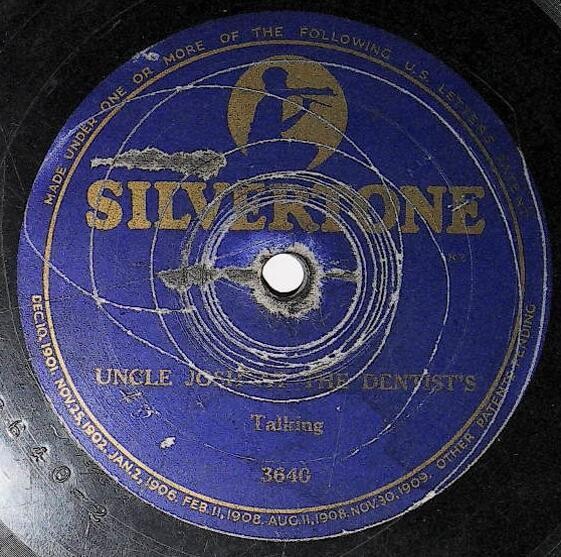 MADE UNDER ONE OR MORE OF THE FOLLOWING U.S. LETTERS PATENT
SILVERTONE
UNCLE JOSH AT THE DENTIST'S
Talking
3640
DEC. 10, 1901. NOV. 25, 1902. JAN. 2, 1906. FEB. 11, 1908. AUG. 11, 1908. NOV. 30, 1909. OTHER PATENTS PENDING